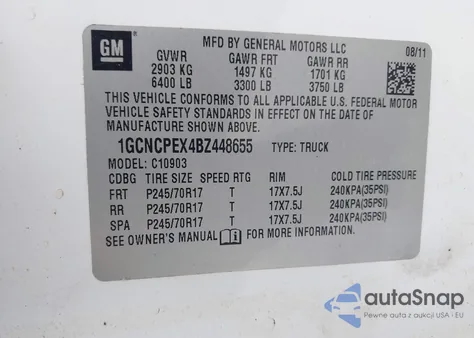 GM
MFD BY GENERAL MOTORS LLC
08/11
GVWR GAWR FRT GAWR RR
2903 KG 1497 KG 1701 KG
6400 LB 3300 LB 3750 LB
THIS VEHICLE CONFORMS TO ALL APPLICABLE U.S. FEDERAL MOTOR
VEHICLE SAFETY STANDARDS IN EFFECT ON THE DATE OF
MANUFACTURE SHOWN ABOVE.
1GCNCPEX4BZ448655 TYPE: TRUCK
MODEL: C10903
CDBG TIRE SIZE SPEED RTG RIM COLD TIRE PRESSURE
FRT P245/70R17 T 17X7.5J 240KPA(35PSI)
RR P245/70R17 T 17X7.5J 240KPA(35PSI)
SPA P245/70R17 T 17X7.5J 240KPA(35PSI)
SEE OWNER'S MANUAL i FOR MORE INFORMATION.
autoSnap
Pewne auta z aukcji USA i EU